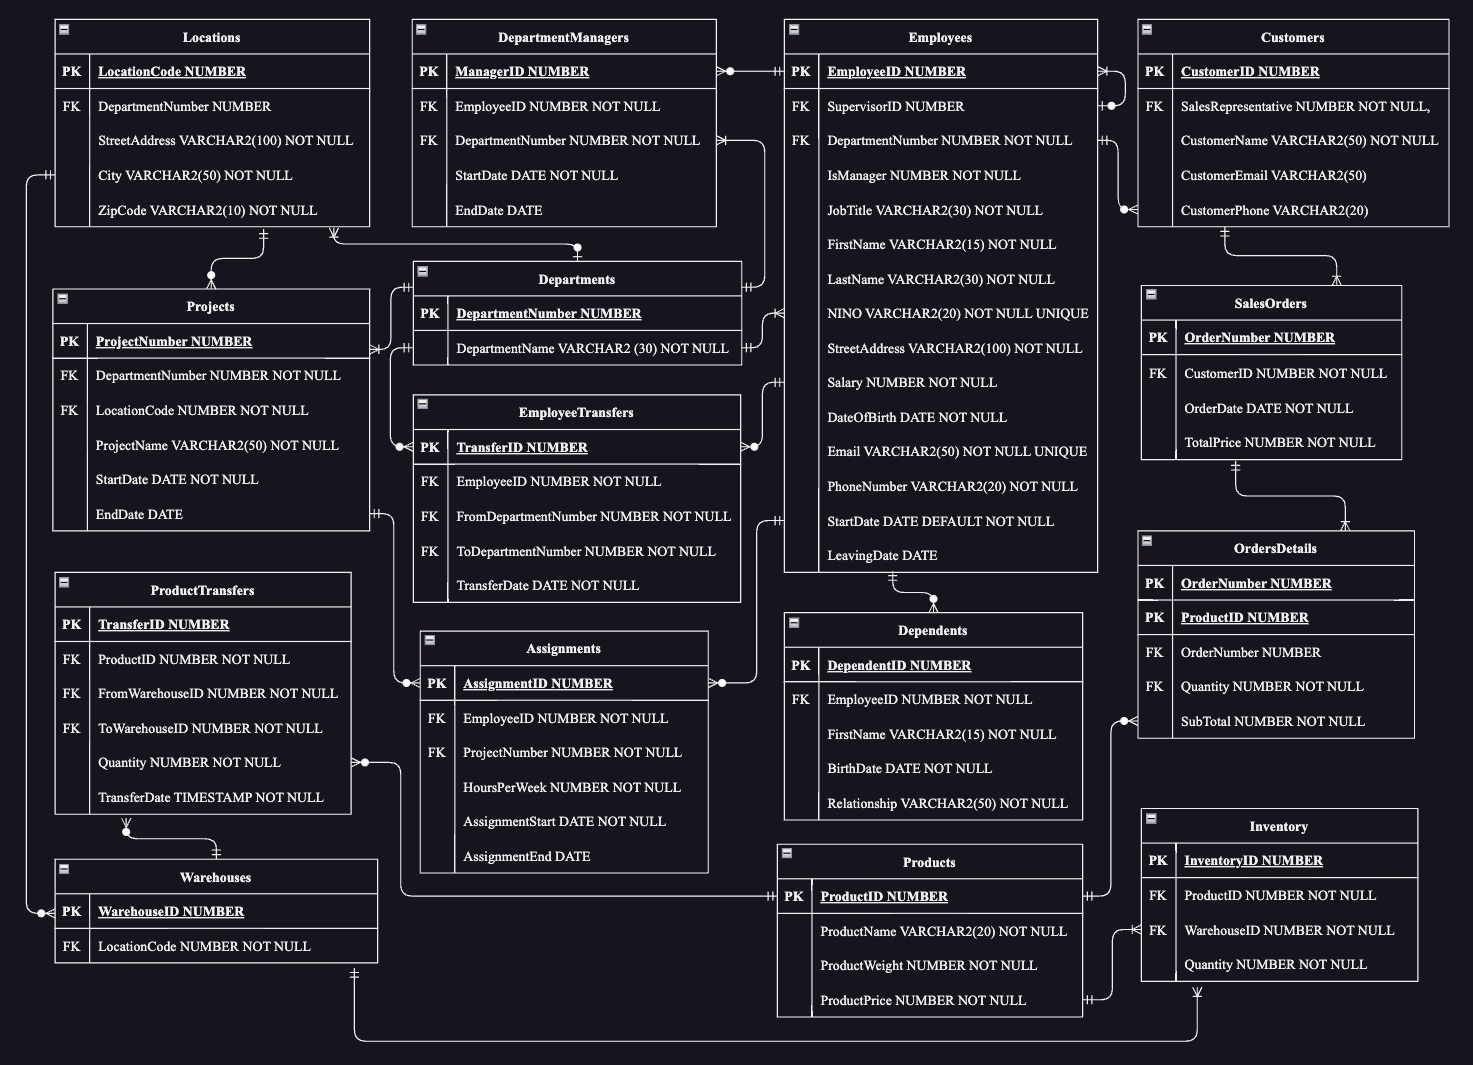 Locations
PK LocationCode NUMBER
FK DepartmentNumber NUMBER
StreetAddress VARCHAR2(100) NOT NULL
City VARCHAR2(50) NOT NULL
ZipCode VARCHAR2(10) NOT NULL
DepartmentManagers
PK ManagerID NUMBER
FK EmployeeID NUMBER NOT NULL
FK DepartmentNumber NUMBER NOT NULL
StartDate DATE NOT NULL
EndDate DATE
Employees
PK EmployeeID NUMBER
FK SupervisorID NUMBER
FK DepartmentNumber NUMBER NOT NULL
IsManager NUMBER NOT NULL
JobTitle VARCHAR2(30) NOT NULL
FirstName VARCHAR2(15) NOT NULL
LastName VARCHAR2(30) NOT NULL
NINO VARCHAR2(20) NOT NULL UNIQUE
StreetAddress VARCHAR2(100) NOT NULL
Salary NUMBER NOT NULL
DateOfBirth DATE NOT NULL
Email VARCHAR2(50) NOT NULL UNIQUE
PhoneNumber VARCHAR2(20) NOT NULL
StartDate DATE DEFAULT NOT NULL
LeavingDate DATE
Customers
PK CustomerID NUMBER
FK SalesRepresentative NUMBER NOT NULL,
CustomerName VARCHAR2(50) NOT NULL
CustomerEmail VARCHAR2(50)
CustomerPhone VARCHAR2(20)
Projects
PK ProjectNumber NUMBER
FK DepartmentNumber NUMBER NOT NULL
FK LocationCode NUMBER NOT NULL
ProjectName VARCHAR2(50) NOT NULL
StartDate DATE NOT NULL
EndDate DATE
Departments
PK DepartmentNumber NUMBER
DepartmentName VARCHAR2 (30) NOT NULL
SalesOrders
PK OrderNumber NUMBER
FK CustomerID NUMBER NOT NULL
OrderDate DATE NOT NULL
TotalPrice NUMBER NOT NULL
EmployeeTransfers
PK TransferID NUMBER
FK EmployeeID NUMBER NOT NULL
FK FromDepartmentNumber NUMBER NOT NULL
FK ToDepartmentNumber NUMBER NOT NULL
TransferDate DATE NOT NULL
OrdersDetails
PK OrderNumber NUMBER
PK ProductID NUMBER
FK OrderNumber NUMBER
FK Quantity NUMBER NOT NULL
SubTotal NUMBER NOT NULL
ProductTransfers
PK TransferID NUMBER
FK ProductID NUMBER NOT NULL
FK FromWarehouseID NUMBER NOT NULL
FK ToWarehouseID NUMBER NOT NULL
Quantity NUMBER NOT NULL
TransferDate TIMESTAMP NOT NULL
Assignments
PK AssignmentID NUMBER
FK EmployeeID NUMBER NOT NULL
FK ProjectNumber NUMBER NOT NULL
HoursPerWeek NUMBER NOT NULL
AssignmentStart DATE NOT NULL
AssignmentEnd DATE
Dependents
PK DependentID NUMBER
FK EmployeeID NUMBER NOT NULL
FirstName VARCHAR2(15) NOT NULL
BirthDate DATE NOT NULL
Relationship VARCHAR2(50) NOT NULL
Warehouses
PK WarehouseID NUMBER
FK LocationCode NUMBER NOT NULL
Products
PK ProductID NUMBER
ProductName VARCHAR2(20) NOT NULL
ProductWeight NUMBER NOT NULL
ProductPrice NUMBER NOT NULL
Inventory
PK InventoryID NUMBER
FK ProductID NUMBER NOT NULL
FK WarehouseID NUMBER NOT NULL
Quantity NUMBER NOT NULL